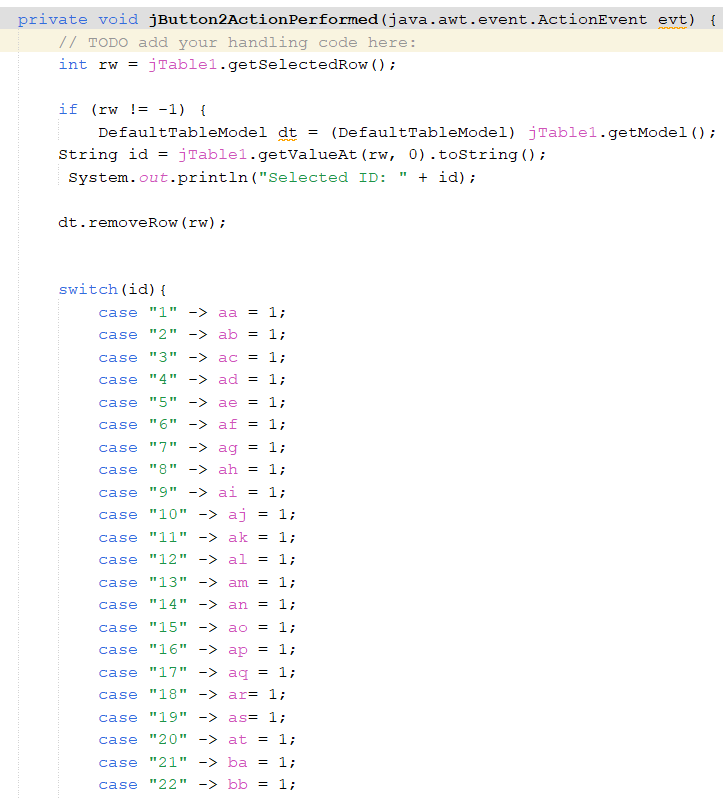 private void jButton2ActionPerformed(java.awt.event.ActionEvent evt) {
// TODO add your handling code here:
int rw = jTable1.getSelectedRow();
if (rw != -1) {
DefaultTableModel dt = (DefaultTableModel) jTable1.getModel();
String id = jTable1.getValueAt(rw, 0).toString();
System.out.println("Selected ID: " + id);
dt.removeRow(rw);
switch(id){
case "1" -> aa = 1;
case "2" -> ab = 1;
case "3" -> ac = 1;
case "4" -> ad = 1;
case "5" -> ae = 1;
case "6" -> af = 1;
case "7" -> ag = 1;
case "8" -> ah = 1;
case "9" -> ai = 1;
case "10" -> aj = 1;
case "11" -> ak = 1;
case "12" -> al = 1;
case "13" -> am = 1;
case "14" -> an = 1;
case "15" -> ao = 1;
case "16" -> ap = 1;
case "17" -> aq = 1;
case "18" -> ar= 1;
case "19" -> as= 1;
case "20" -> at = 1;
case "21" -> ba = 1;
case "22" -> bb = 1;